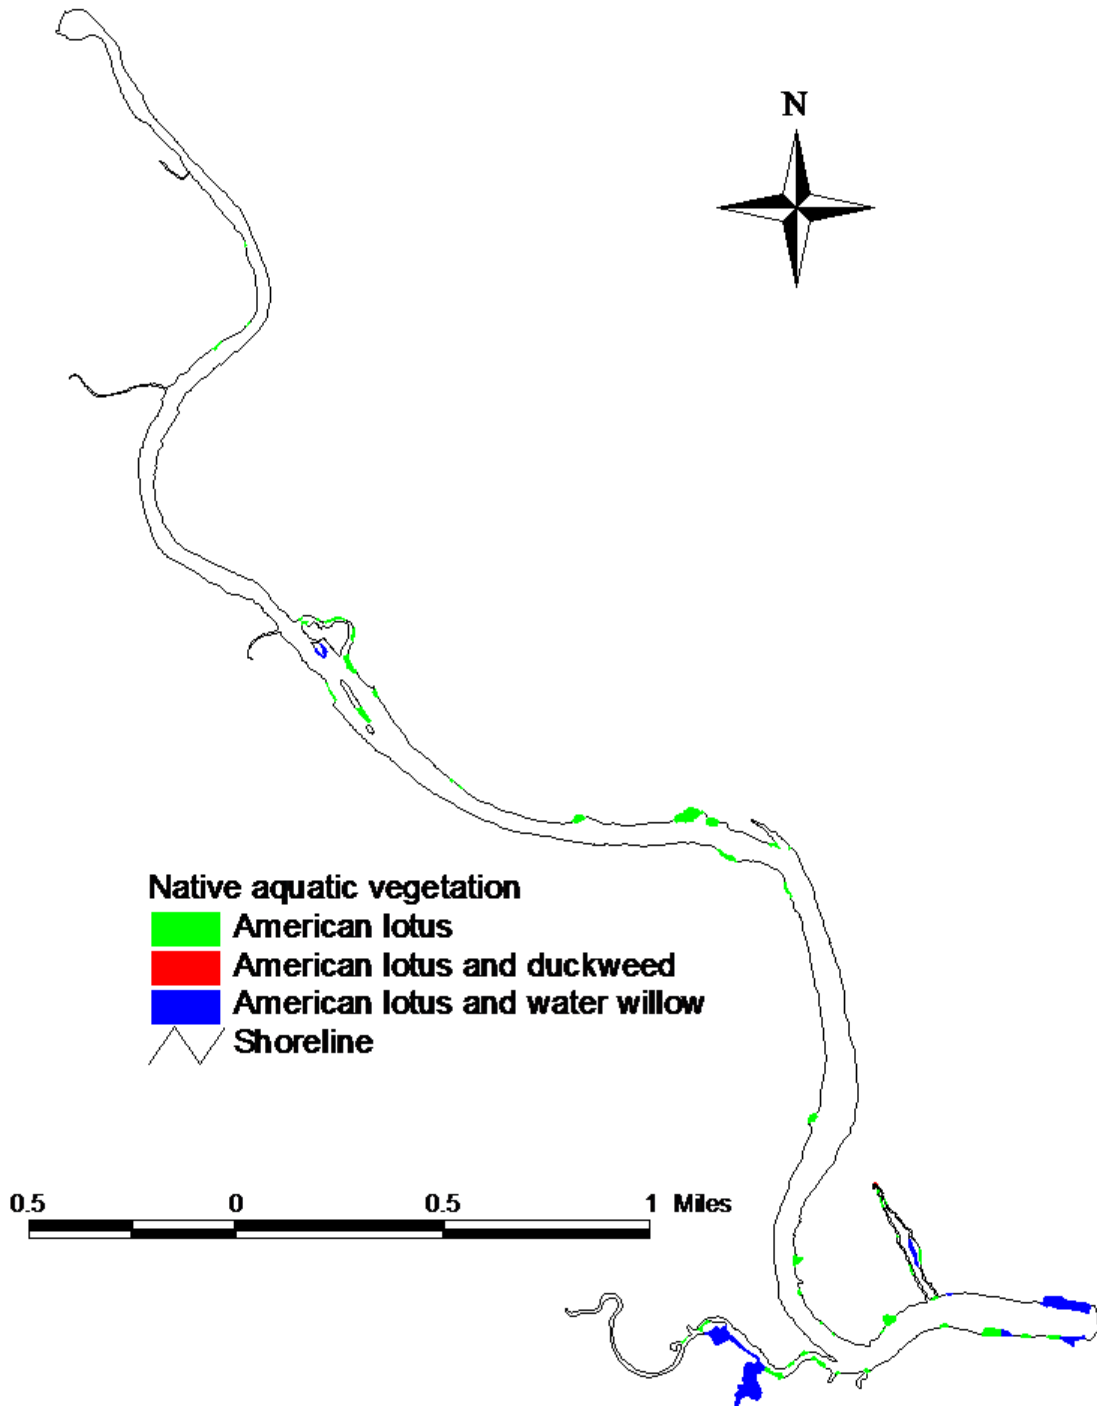 N
Native aquatic vegetation
American lotus
American lotus and duckweed
American lotus and water willow
Shoreline
0.5 0 0.5 1 Miles